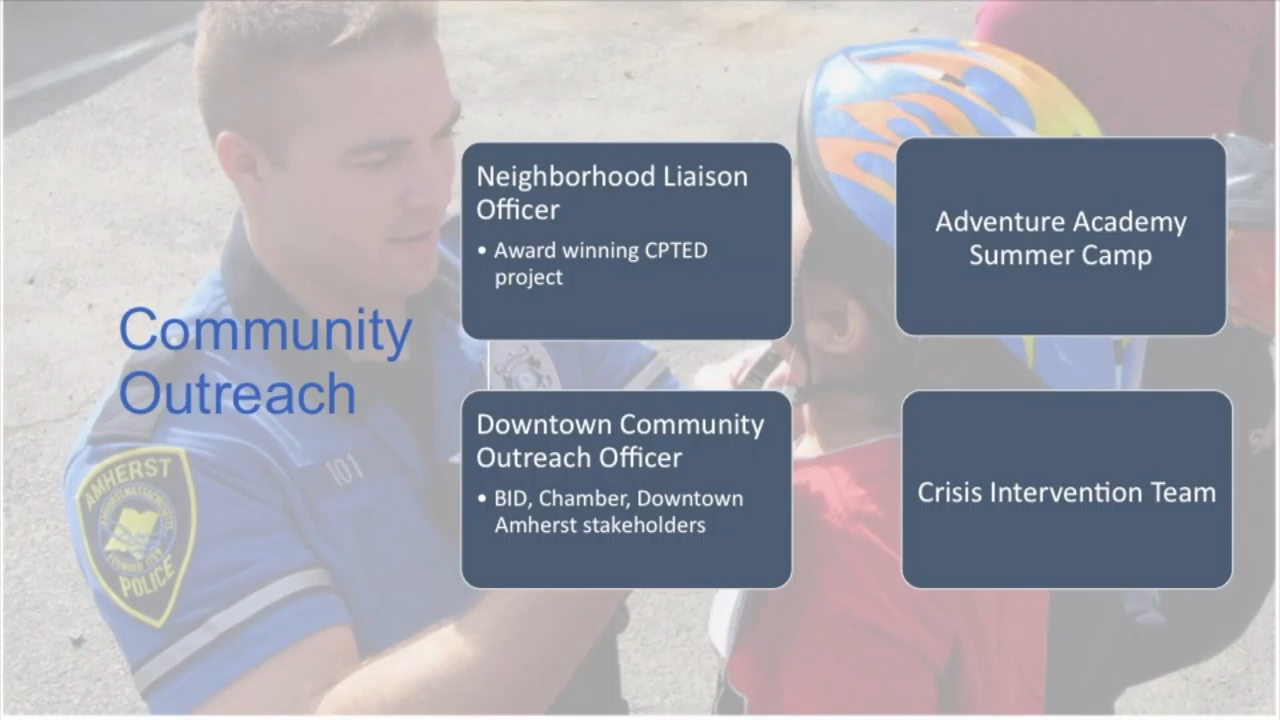 Community
Outreach
Neighborhood Liaison
Officer
• Award winning CPTED
project
Adventure Academy
Summer Camp
Downtown Community
Outreach Officer
• BID, Chamber, Downtown
Amherst stakeholders
Crisis Intervention Team
101
AMHERST
POLICE